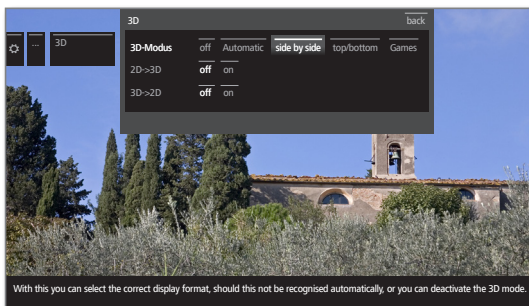 3D back
... 3D
3D-Modus off Automatic side by side top/bottom Games
2D->3D off on
3D->2D off on
With this you can select the correct display format, should this not be recognised automatically, or you can deactivate the 3D mode.